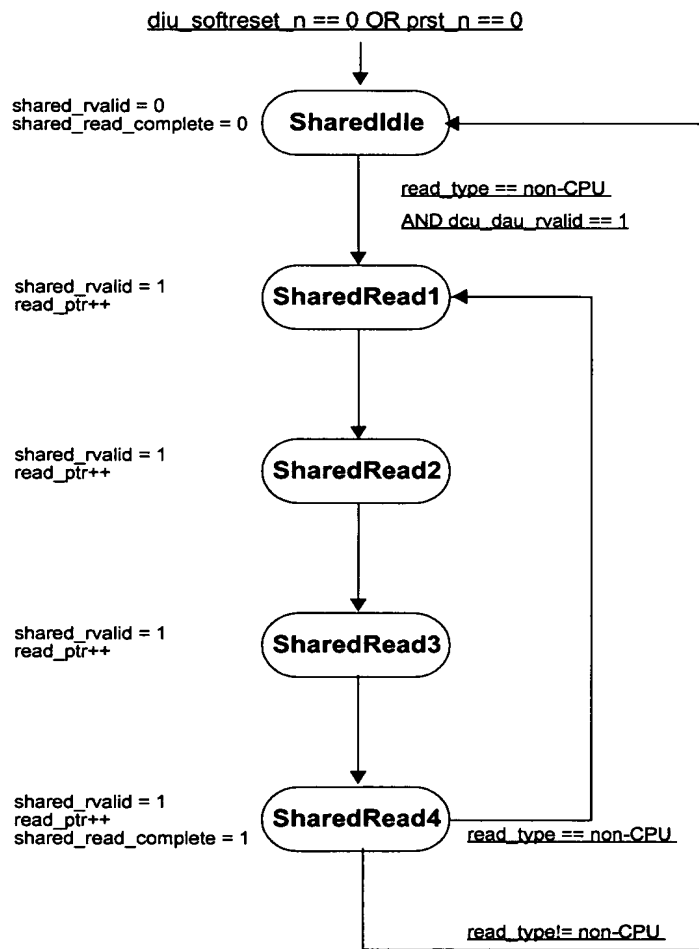 diu_softreset_n == 0 OR prst_n == 0
shared_rvalid = 0
shared_read_complete = 0
SharedIdle
read_type == non-CPU
AND dcu_dau_rvalid == 1
shared_rvalid = 1
read_ptr++
SharedRead1
shared_rvalid = 1
read_ptr++
SharedRead2
shared_rvalid = 1
read_ptr++
SharedRead3
shared_rvalid = 1
read_ptr++
shared_read_complete = 1
SharedRead4
read_type == non-CPU
read_type!= non-CPU